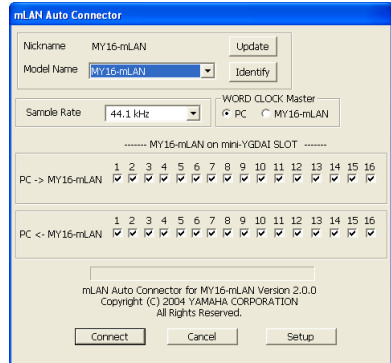 mLAN Auto Connector
Nickname MY16-mLAN Update
Model Name MY16-mLAN Identify
Sample Rate 44.1 kHz
WORD CLOCK Master
PC MY16-mLAN
------- MY16-mLAN on mini-YGDAI SLOT -------
1 2 3 4 5 6 7 8 9 10 11 12 13 14 15 16
PC -> MY16-mLAN
1 2 3 4 5 6 7 8 9 10 11 12 13 14 15 16
PC <- MY16-mLAN
mLAN Auto Connector for MY16-mLAN Version 2.0.0
Copyright (C) 2004 YAMAHA CORPORATION
All Rights Reserved.
Connect Cancel Setup